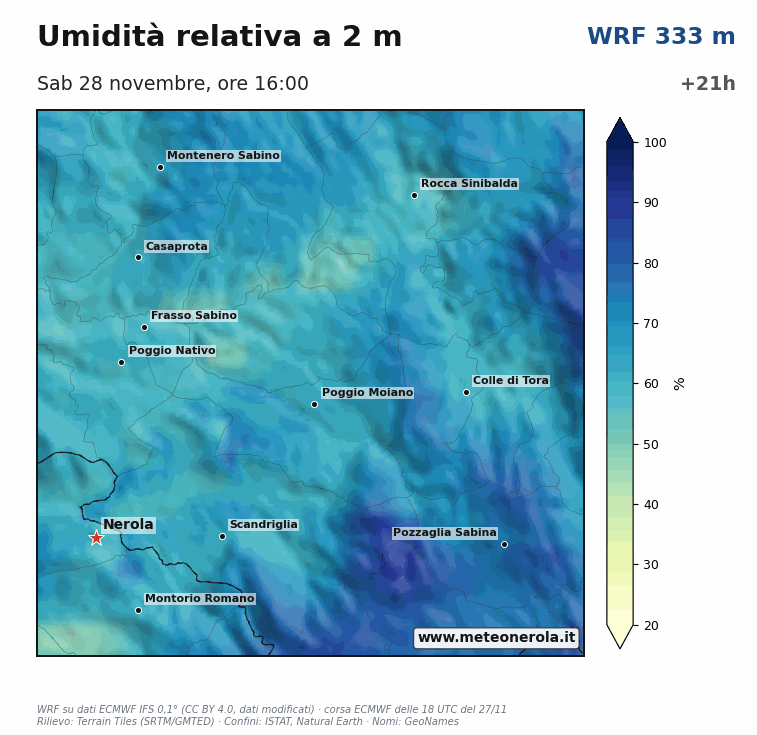 Umidità relativa a 2 m
WRF 333 m
Sab 28 novembre, ore 16:00
+21h
Montenero Sabino
Rocca Sinibalda
Casaprota
Frasso Sabino
Poggio Nativo
Colle di Tora
Poggio Moiano
Nerola
Scandriglia
Pozzaglia Sabina
Montorio Romano
www.meteonerola.it
100
90
80
70
60
50
40
30
20
%
WRF su dati ECMWF IFS 0,1° (CC BY 4.0, dati modificati) · corsa ECMWF delle 18 UTC del 27/11
Rilievo: Terrain Tiles (SRTM/GMTED) · Confini: ISTAT, Natural Earth · Nomi: GeoNames